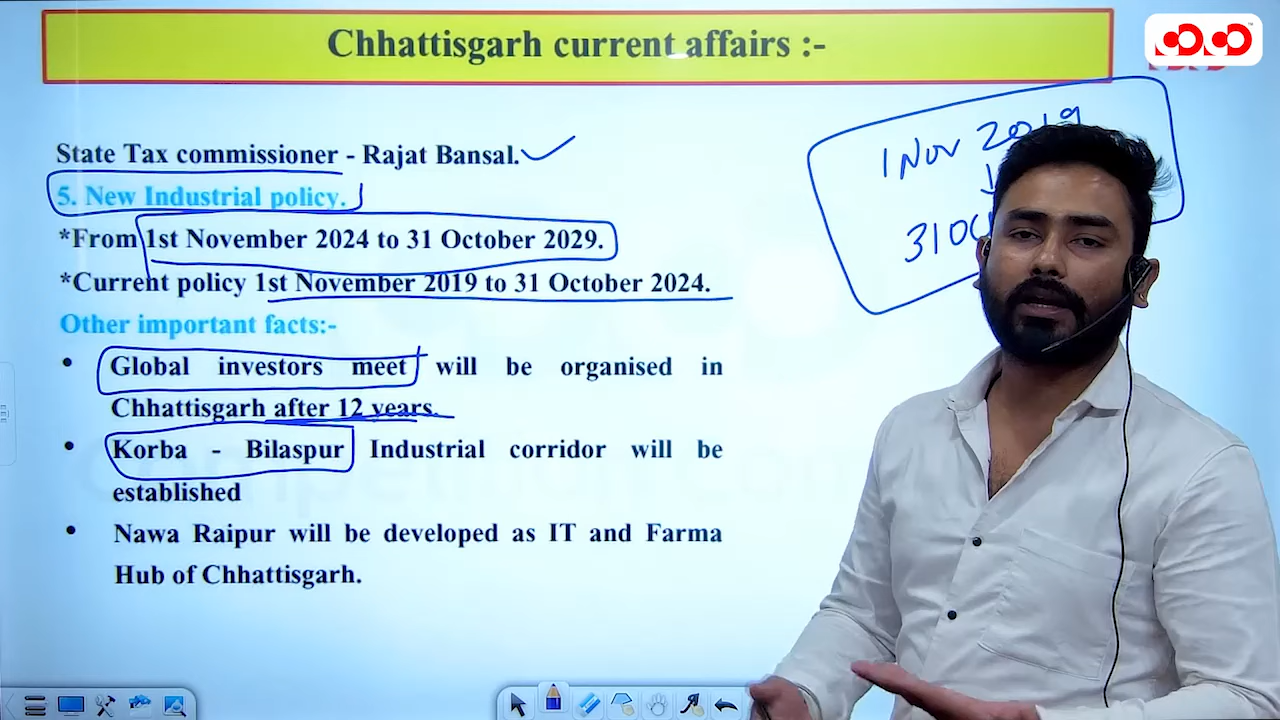 Chhattisgarh current affairs :-
State Tax commissioner - Rajat Bansal.
5. New Industrial policy.
*From 1st November 2024 to 31 October 2029.
*Current policy 1st November 2019 to 31 October 2024.
Other important facts:-
• Global investors meet will be organised in
Chhattisgarh after 12 years.
• Korba - Bilaspur Industrial corridor will be
established
• Nawa Raipur will be developed as IT and Farma
Hub of Chhattisgarh.
1 Nov 2019
31 Oc